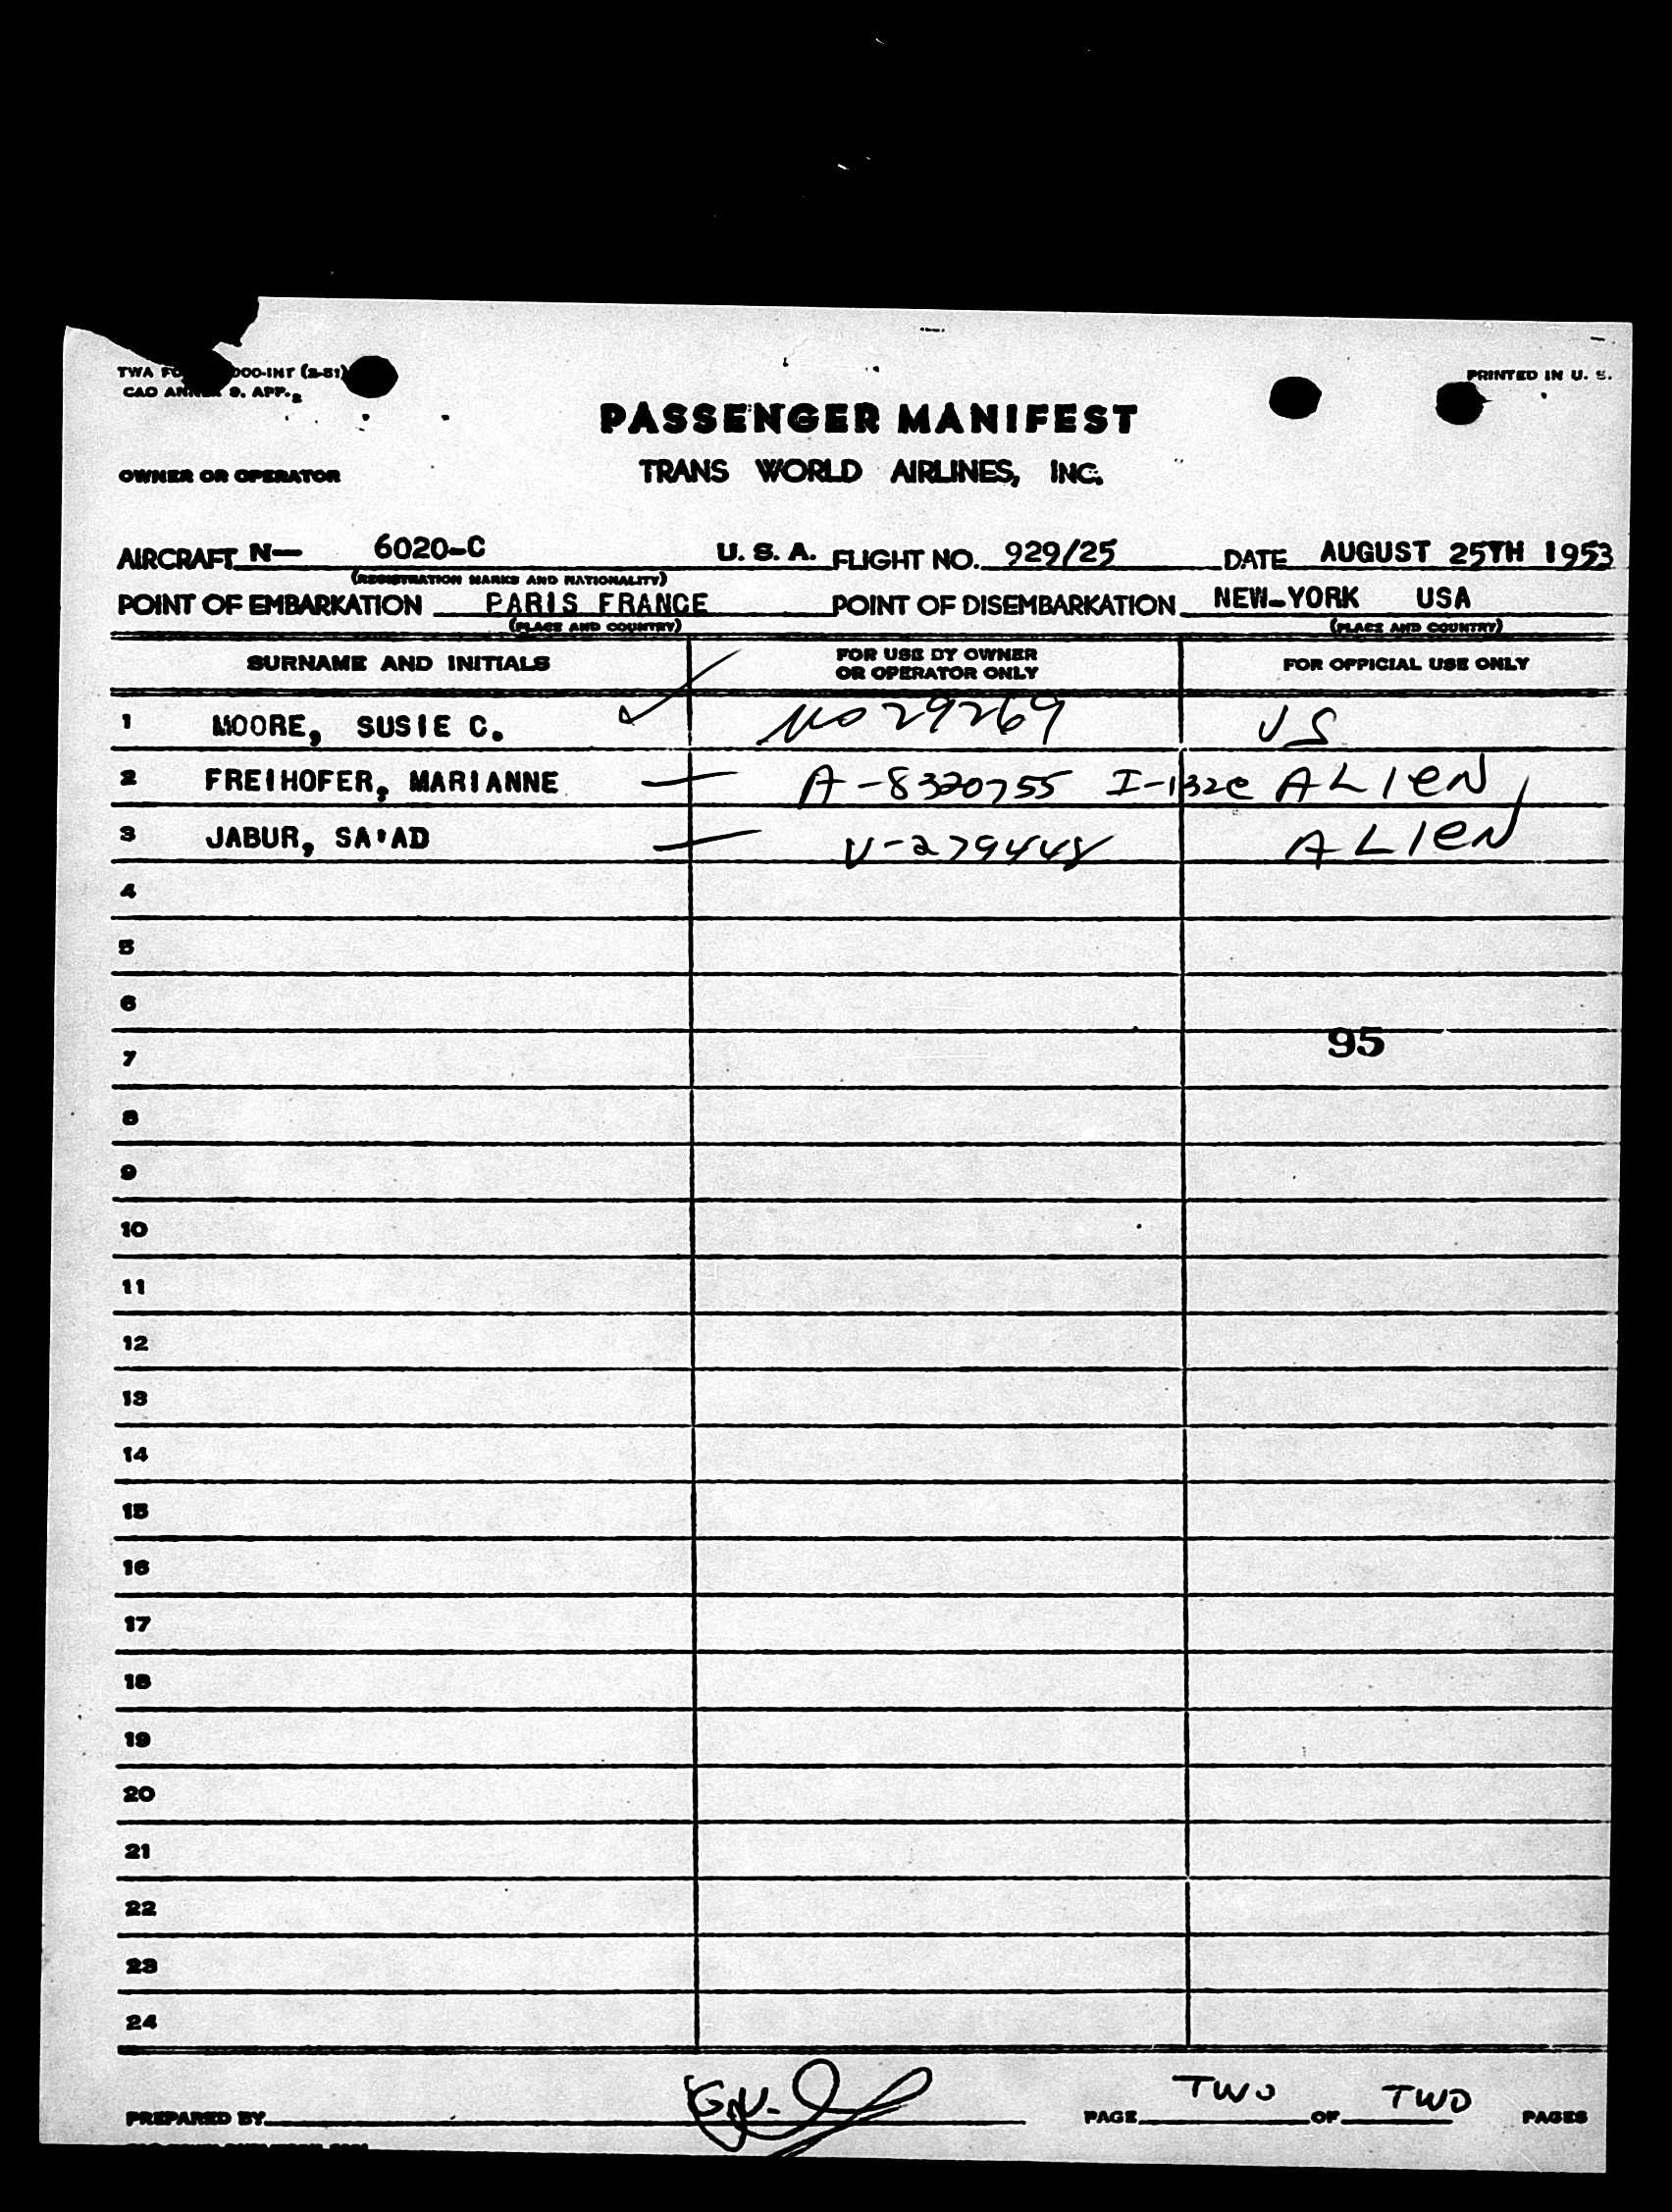 TWA FO 000-INT (2-51)
CAO ANNEX 9. APP. 2
PRINTED IN U. S.
PASSENGER MANIFEST
OWNER OR OPERATOR TRANS WORLD AIRLINES, INC.
AIRCRAFT N— 6020-C U. S. A. FLIGHT NO. 929/25 DATE AUGUST 25TH 1953
(REGISTRATION MARKS AND NATIONALITY)
POINT OF EMBARKATION PARIS FRANCE POINT OF DISEMBARKATION NEW-YORK USA
(PLACE AND COUNTRY) (PLACE AND COUNTRY)
SURNAME AND INITIALS FOR USE BY OWNER OR OPERATOR ONLY FOR OFFICIAL USE ONLY
1 MOORE, SUSIE C. 29269 US
2 FREIHOFER, MARIANNE A-8320755 I-132e ALIEN
3 JABUR, SA'AD V-279448 ALIEN
4
5
6
95
7
8
9
10
11
12
13
14
15
16
17
18
19
20
21
22
23
24
PREPARED BY PAGE TWO OF TWO PAGES